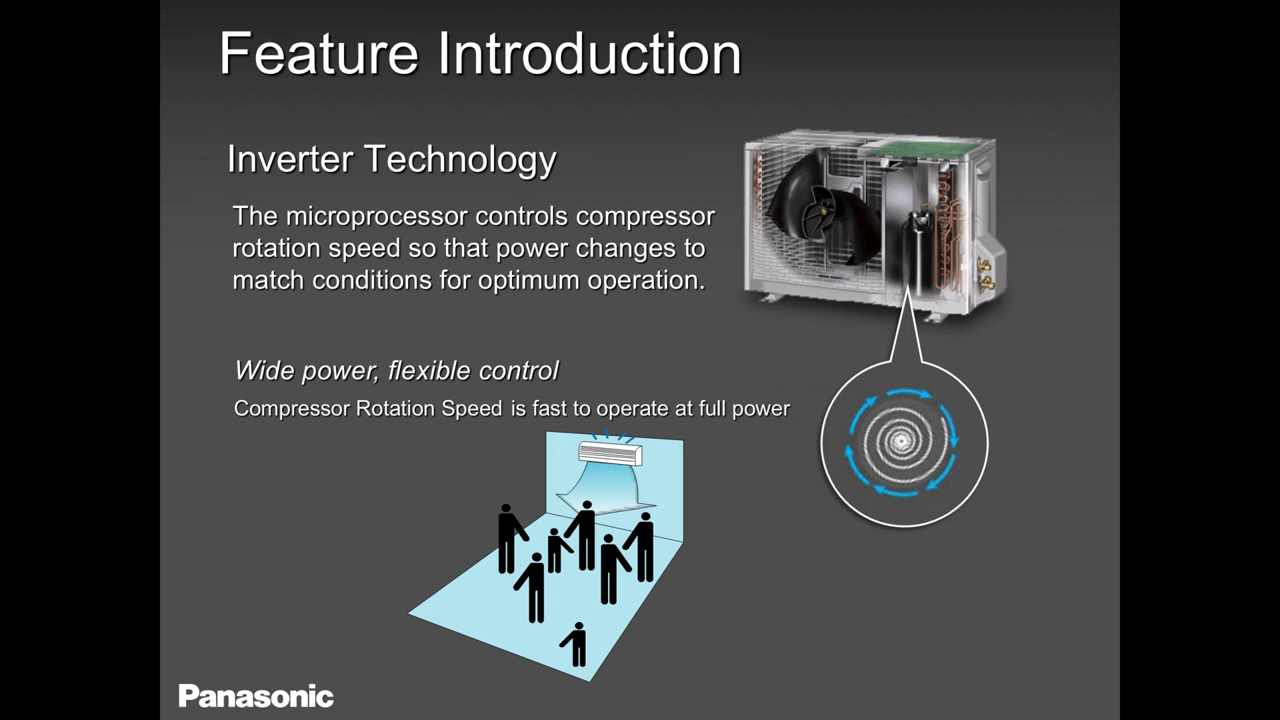 Feature Introduction
Inverter Technology
The microprocessor controls compressor
rotation speed so that power changes to
match conditions for optimum operation.
Wide power, flexible control
Compressor Rotation Speed is fast to operate at full power
Panasonic